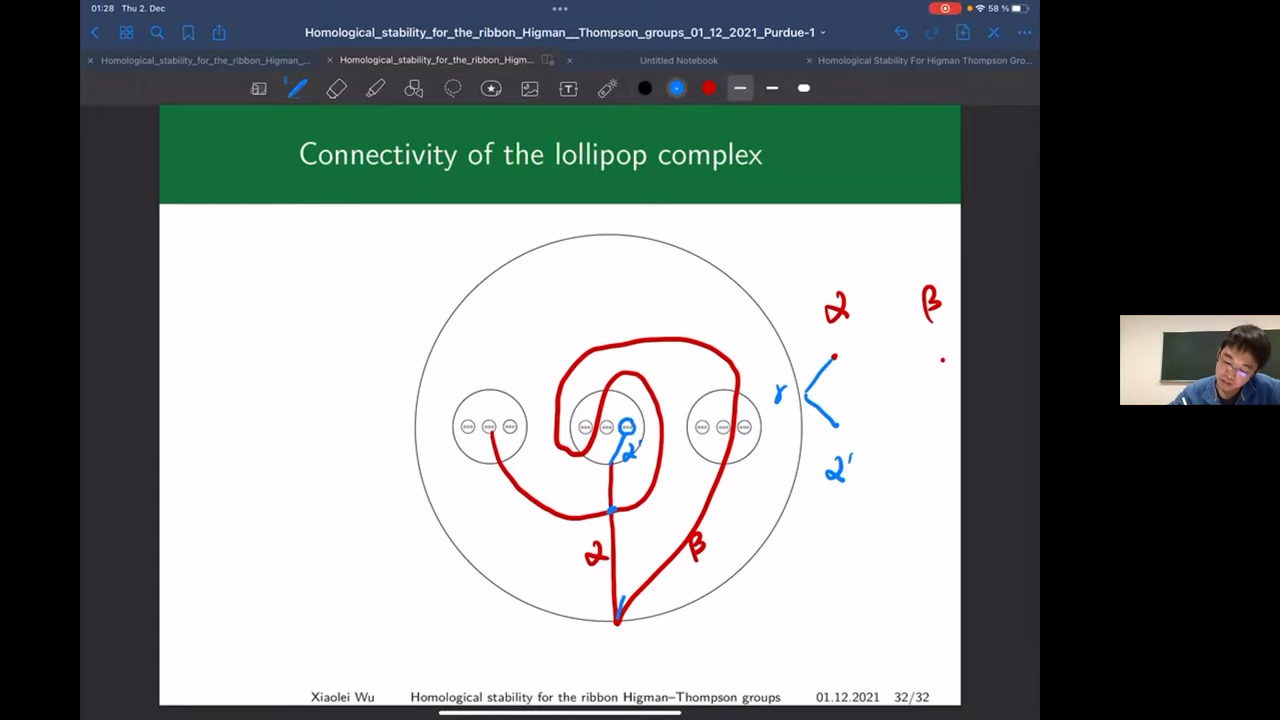 01:28 Thu 2. Dec
58 %
Homological_stability_for_the_ribbon_Higman__Thompson_groups_01_12_2021_Purdue-1
Homological_stability_for_the_ribbon_Higman_...
Homological_stability_for_the_ribbon_Higm...
Untitled Notebook
Homological Stability For Higman Thompson Gro...
Connectivity of the lollipop complex
α
β
γ
α'
α'
α
β
Xiaolei Wu
Homological stability for the ribbon Higman–Thompson groups
01.12.2021
32/32